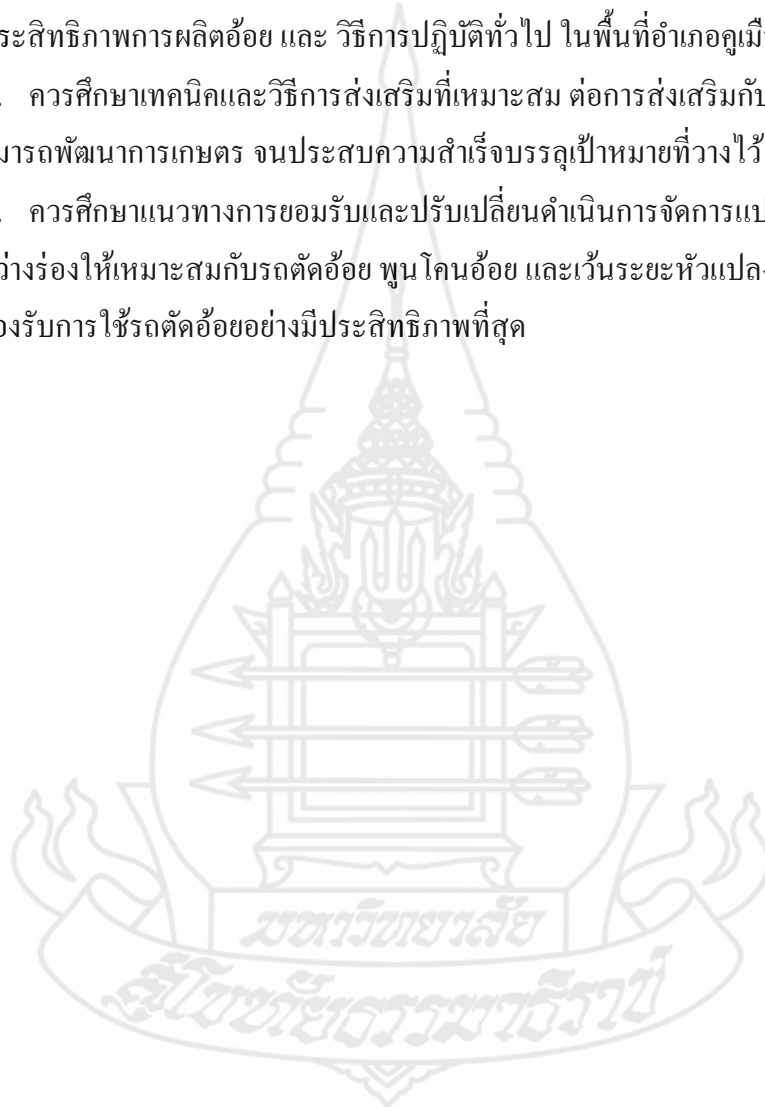 ระสิทธิภาพการผลิตอ้อย และ วิธีการปฏิบัติทั่วไป ในพื้นที่อำเภอคูเมือ
. ควรศึกษาเทคนิคและวิธีการส่งเสริมที่เหมาะสม ต่อการส่งเสริมกับ
มารถพัฒนาการเกษตร จนประสบความสำเร็จบรรลุเป้าหมายที่วางไว้
. ควรศึกษาแนวทางการยอมรับและปรับเปลี่ยนดำเนินการจัดการแป
ว่างร่องให้เหมาะสมกับรถตัดอ้อย พูนโคนอ้อย และเว้นระยะหัวแปลง
องรับการใช้รถตัดอ้อยอย่างมีประสิทธิภาพที่สุด
มหาวิทยาลัย
สุโขทัยธรรมาธิราช